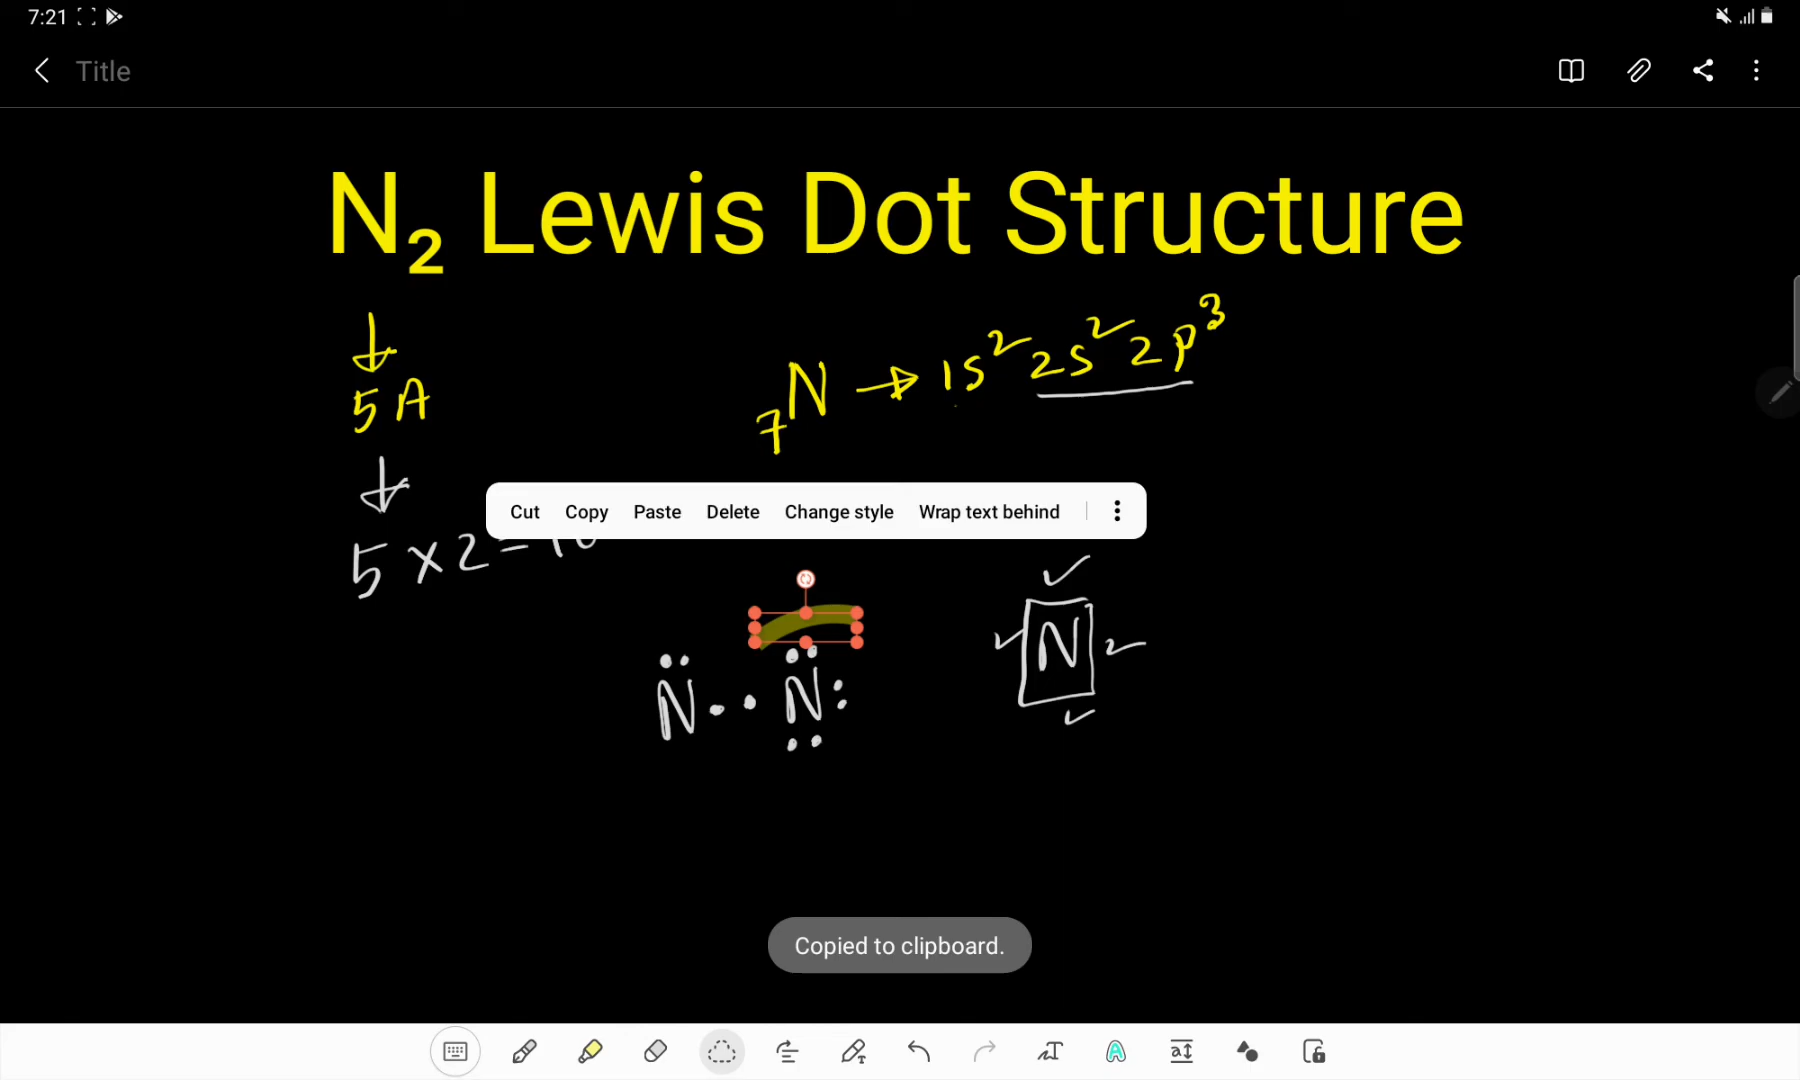 7:21
Title
N₂ Lewis Dot Structure
5A
₇N → 1s² 2s² 2p³
Cut Copy Paste Delete Change style Wrap text behind
5 × 2 = 10
N N
N
Copied to clipboard.